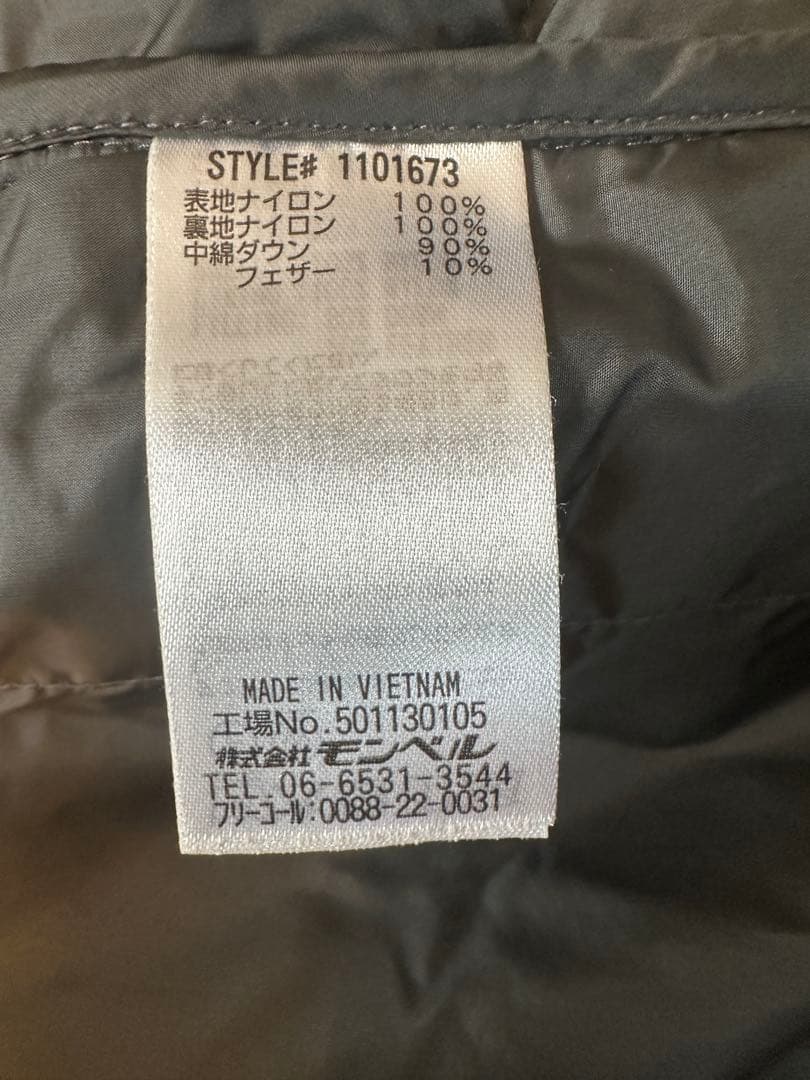 STYLE# 1101673
表地ナイロン 100%
裏地ナイロン 100%
中綿ダウン 90%
フェザー 10%
MADE IN VIETNAM
工場No.501130105
株式会社モンベル
TEL.06-6531-3544
フリーコール:0088-22-0031